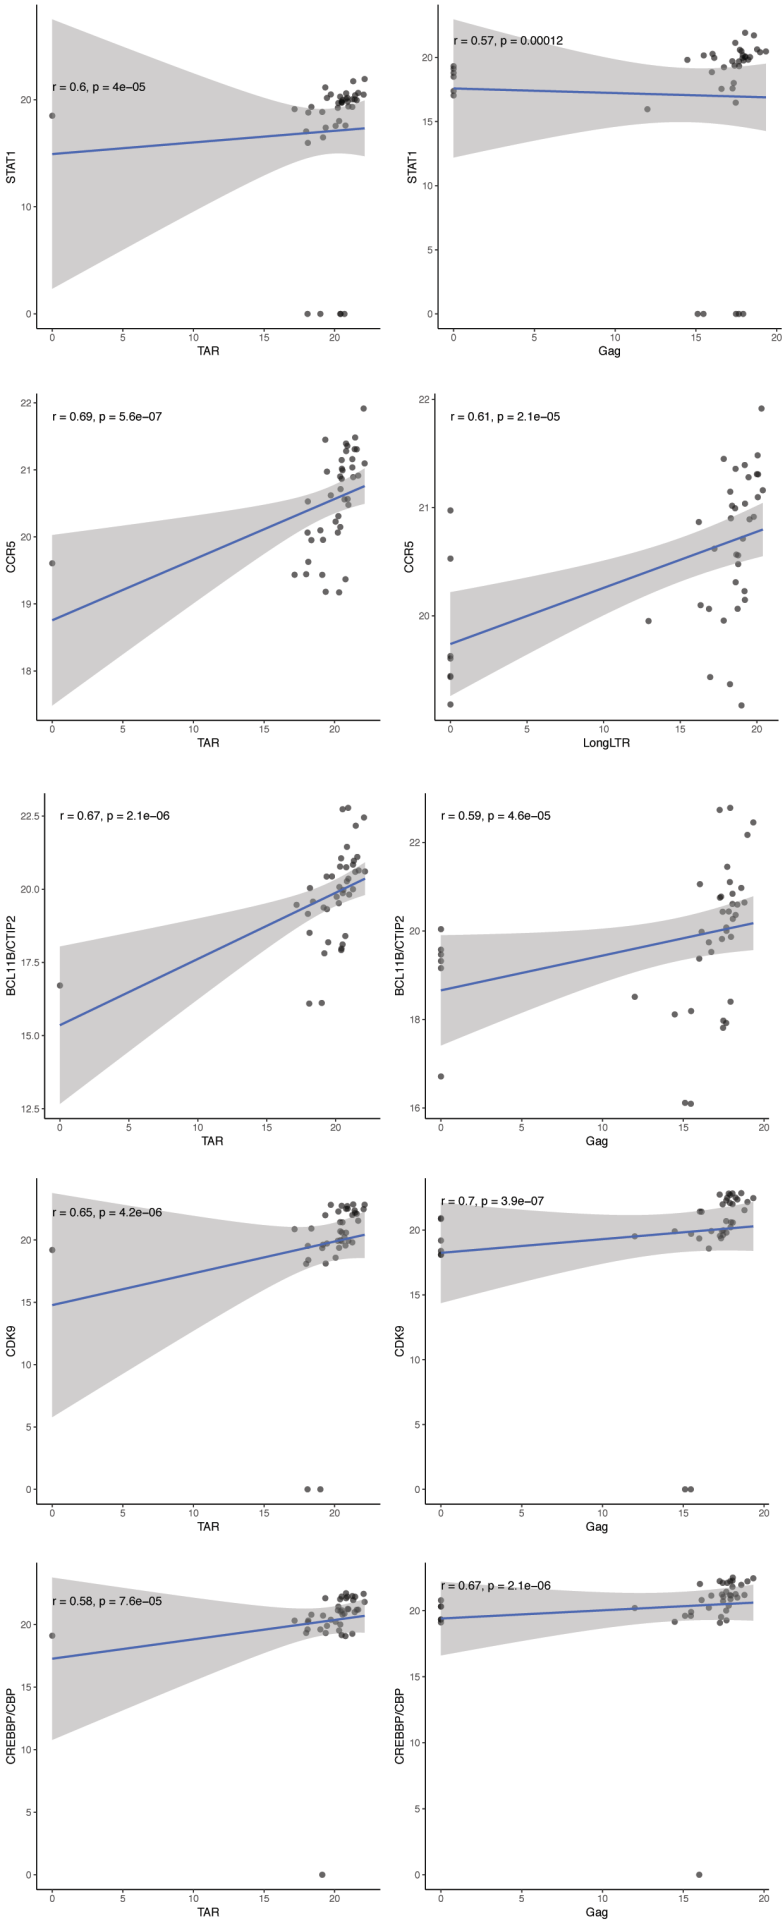 r = 0.6, p = 4e−05
STAT1
20
10
0
0 5 10 15 20
TAR
r = 0.57, p = 0.00012
STAT1
20
15
10
5
0
0 5 10 15 20
Gag
r = 0.69, p = 5.6e−07
CCR5
22
21
20
19
18
0 5 10 15 20
TAR
r = 0.61, p = 2.1e−05
CCR5
22
21
20
0 5 10 15 20
LongLTR
r = 0.67, p = 2.1e−06
BCL11B/CTIP2
22.5
20.0
17.5
15.0
12.5
0 5 10 15 20
TAR
r = 0.59, p = 4.6e−05
BCL11B/CTIP2
22
20
18
16
0 5 10 15 20
Gag
r = 0.65, p = 4.2e−06
CDK9
20
15
10
5
0
0 5 10 15 20
TAR
r = 0.7, p = 3.9e−07
CDK9
20
15
10
5
0
0 5 10 15 20
Gag
r = 0.58, p = 7.6e−05
CREBBP/CBP
20
15
10
5
0
0 5 10 15 20
TAR
r = 0.67, p = 2.1e−06
CREBBP/CBP
20
15
10
5
0
0 5 10 15 20
Gag